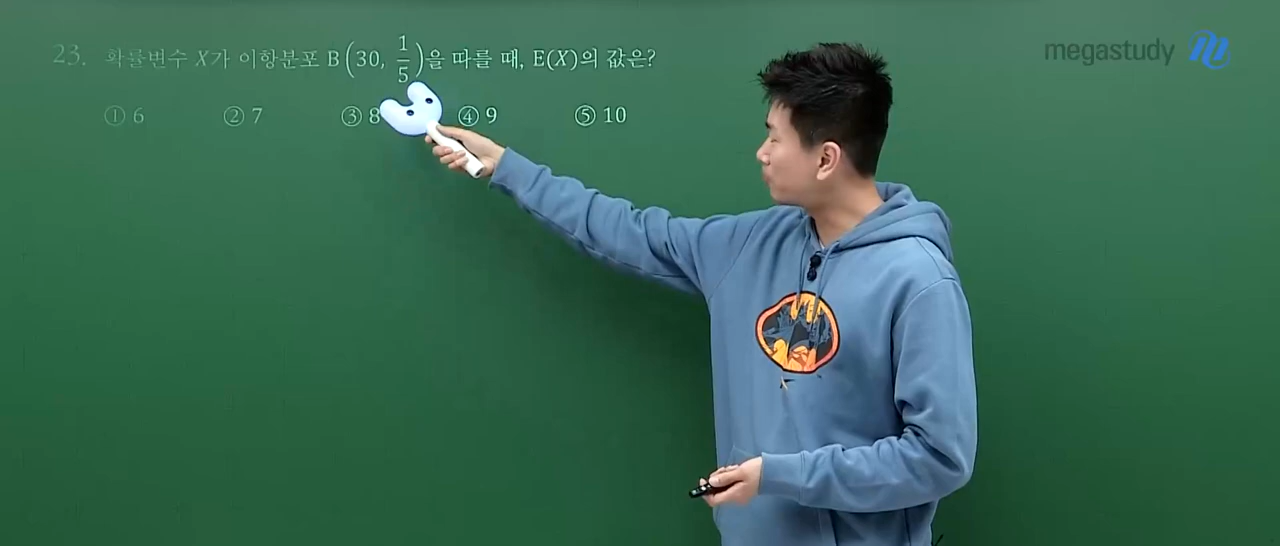 megastudy
23. 확률변수 X가 이항분포 B(30, 1/5)을 따를 때, E(X)의 값은?
① 6 ② 7 ③ 8 ④ 9 ⑤ 10